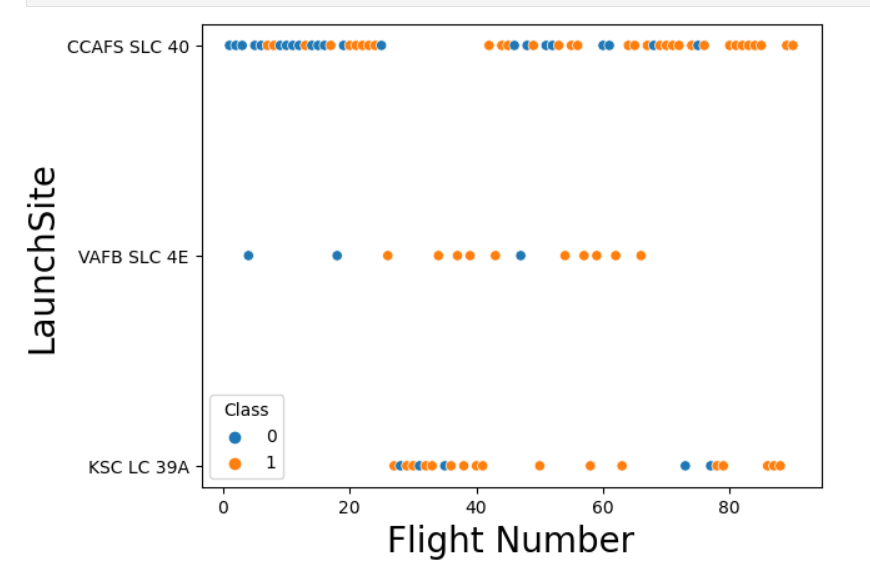 CCAFS SLC 40
VAFB SLC 4E
KSC LC 39A
LaunchSite
Class
0
1
0 20 40 60 80
Flight Number